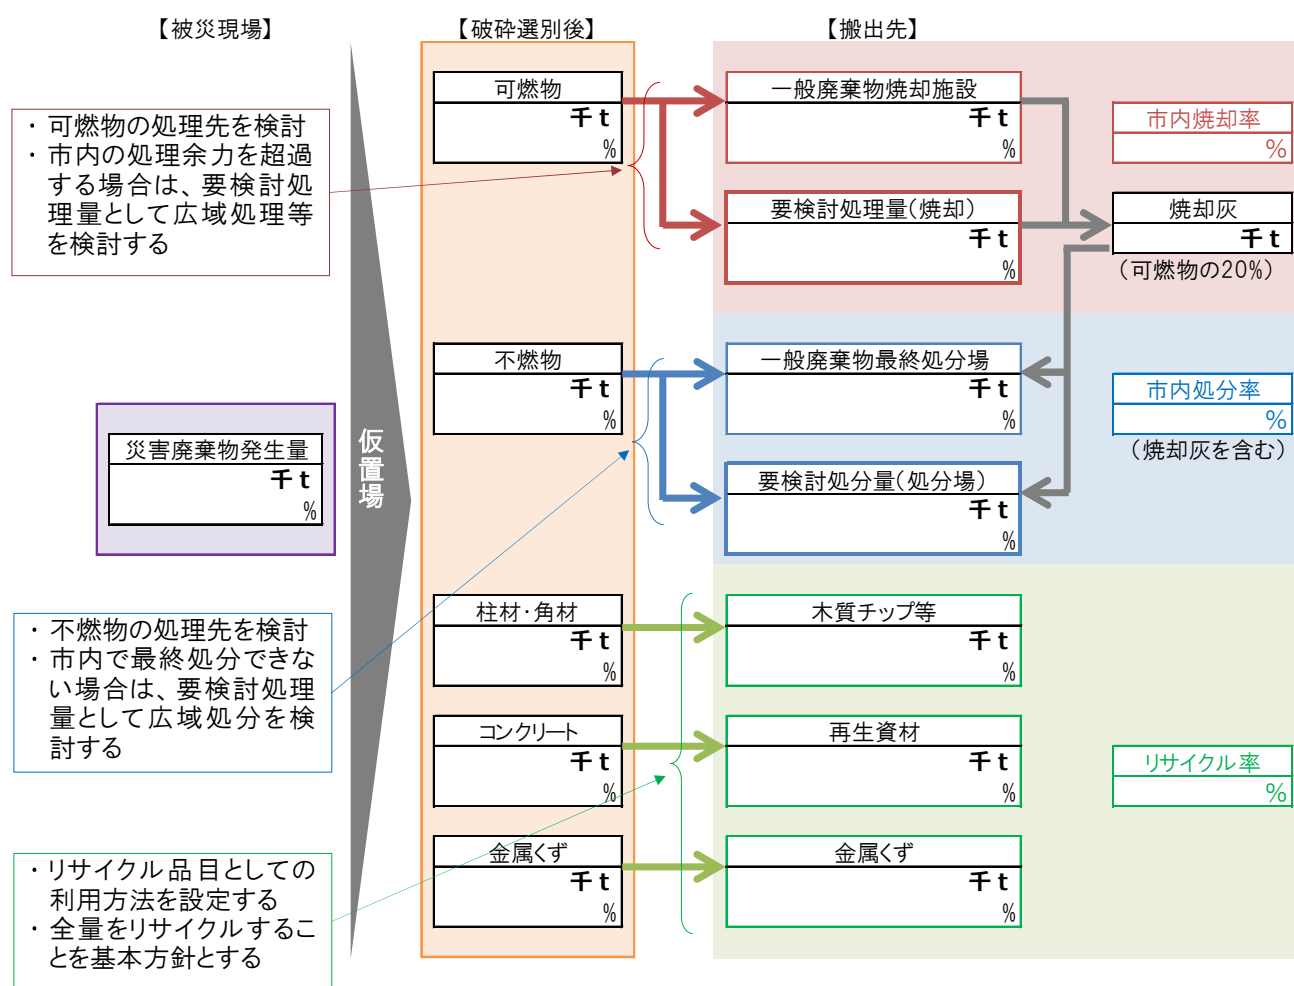 【被災現場】
【破砕選別後】
【搬出先】
・可燃物の処理先を検討
・市内の処理余力を超過
する場合は、要検討処
理量として広域処理等
を検討する
災害廃棄物発生量
千t
%
・不燃物の処理先を検討
・市内で最終処分できな
い場合は、要検討処理
量として広域処分を検
討する
・リサイクル品目としての
利用方法を設定する
・全量をリサイクルするこ
とを基本方針とする
仮置場
可燃物
千t
%
不燃物
千t
%
柱材・角材
千t
%
コンクリート
千t
%
金属くず
千t
%
一般廃棄物焼却施設
千t
%
要検討処理量(焼却)
千t
%
市内焼却率
%
焼却灰
千t
(可燃物の20%)
一般廃棄物最終処分場
千t
%
要検討処分量(処分場)
千t
%
市内処分率
%
(焼却灰を含む)
木質チップ等
千t
%
再生資材
千t
%
金属くず
千t
%
リサイクル率
%